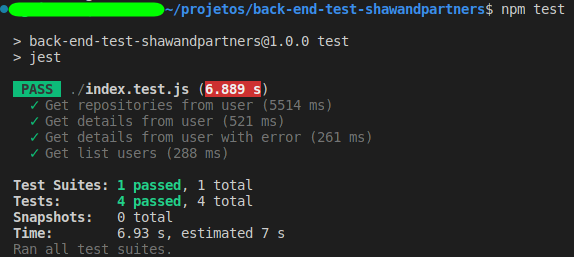 ~/projetos/back-end-test-shawandpartners$ npm test
> back-end-test-shawandpartners@1.0.0 test
> jest
PASS ./index.test.js (6.889 s)
✓ Get repositories from user (5514 ms)
✓ Get details from user (521 ms)
✓ Get details from user with error (261 ms)
✓ Get list users (288 ms)
Test Suites: 1 passed, 1 total
Tests: 4 passed, 4 total
Snapshots: 0 total
Time: 6.93 s, estimated 7 s
Ran all test suites.